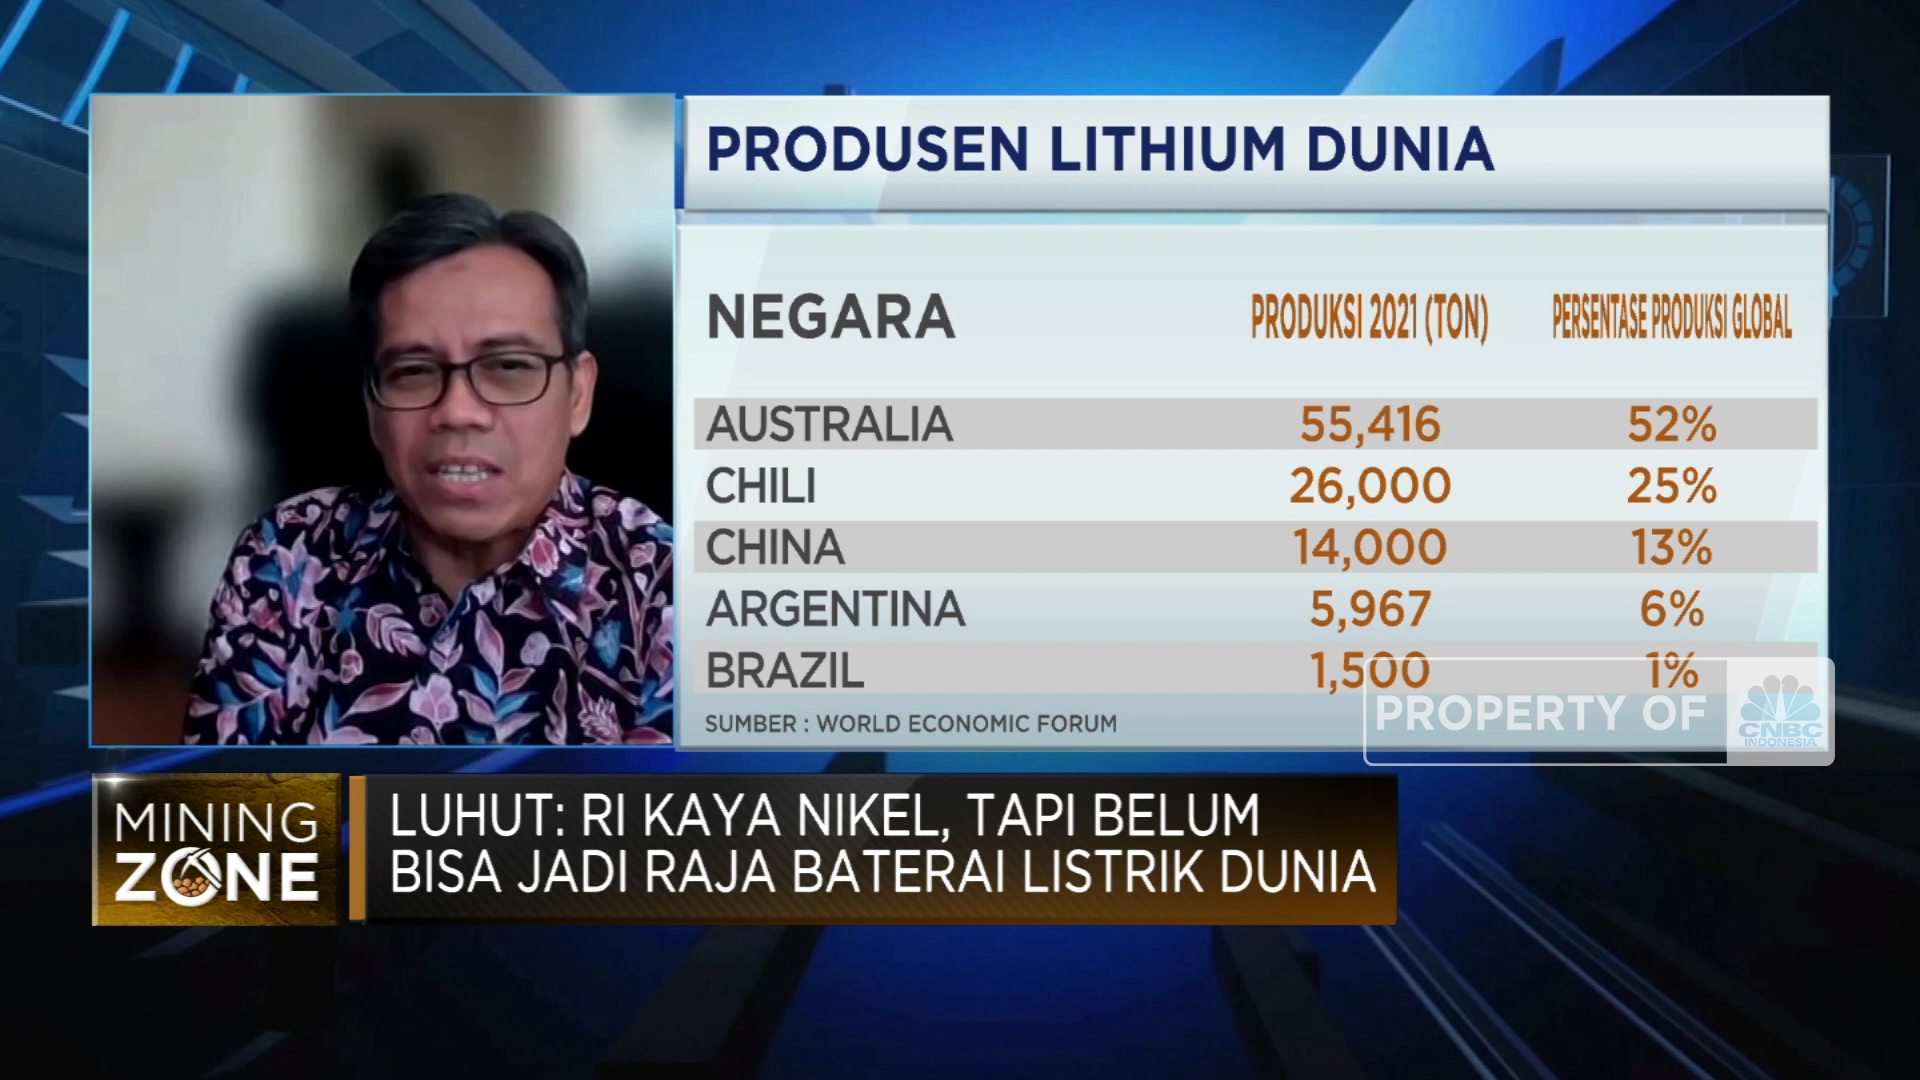 PRODUSEN LITHIUM DUNIA
NEGARA PRODUKSI 2021 (TON) PERSENTASE PRODUKSI GLOBAL
AUSTRALIA 55,416 52%
CHILI 26,000 25%
CHINA 14,000 13%
ARGENTINA 5,967 6%
BRAZIL 1,500 1%
SUMBER : WORLD ECONOMIC FORUM
PROPERTY OF CNBC INDONESIA
MINING ZONE
LUHUT: RI KAYA NIKEL, TAPI BELUM
BISA JADI RAJA BATERAI LISTRIK DUNIA